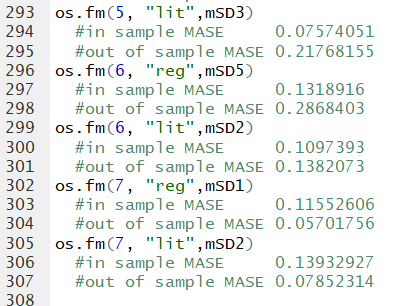 293 os.fm(5, "lit",mSD3)
294   #in sample MASE     0.07574051
295   #out of sample MASE 0.21768155
296 os.fm(6, "reg",mSD5)
297   #in sample MASE     0.1318916
298   #out of sample MASE 0.2868403
299 os.fm(6, "lit",mSD2)
300   #in sample MASE     0.1097393
301   #out of sample MASE 0.1382073
302 os.fm(7, "reg",mSD1)
303   #in sample MASE     0.11552606
304   #out of sample MASE 0.05701756
305 os.fm(7, "lit",mSD2)
306   #in sample MASE     0.13932927
307   #out of sample MASE 0.07852314
308